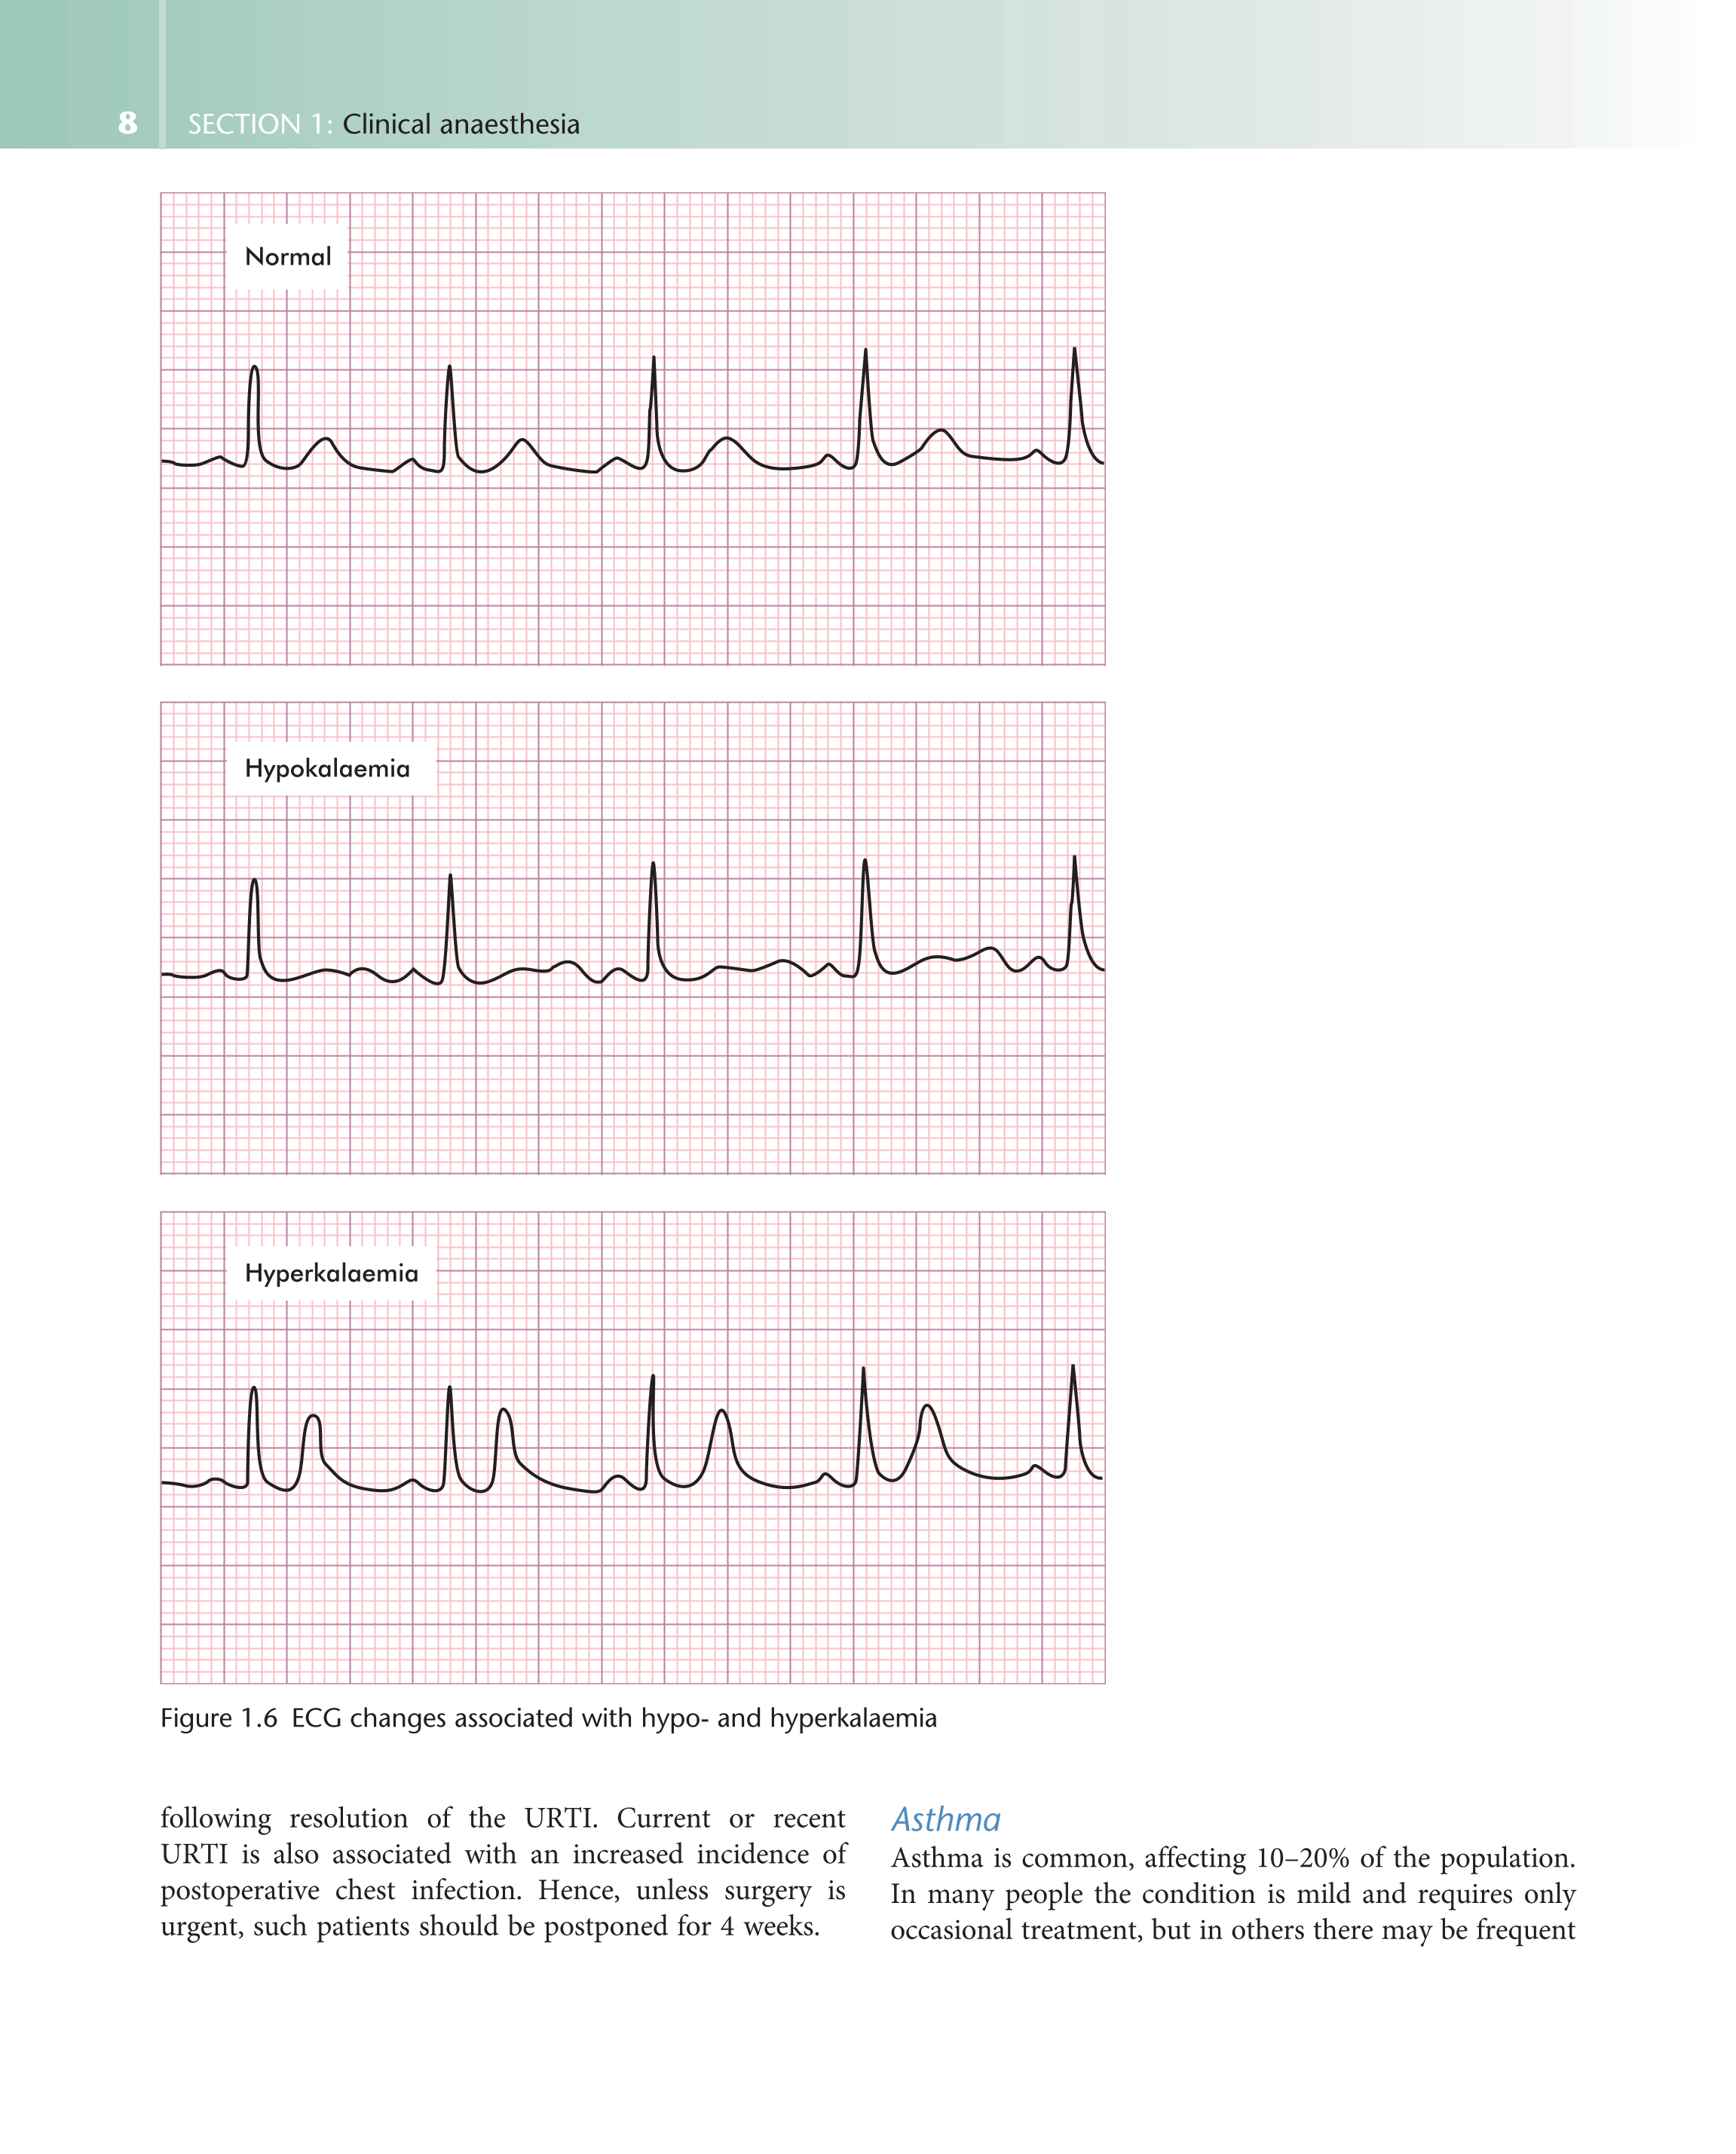 8 SECTION 1: Clinical anaesthesia
Normal
Hypokalaemia
Hyperkalaemia
Figure 1.6 ECG changes associated with hypo- and hyperkalaemia
following resolution of the URTI. Current or recent
URTI is also associated with an increased incidence of
postoperative chest infection. Hence, unless surgery is
urgent, such patients should be postponed for 4 weeks.
Asthma
Asthma is common, affecting 10–20% of the population.
In many people the condition is mild and requires only
occasional treatment, but in others there may be frequent